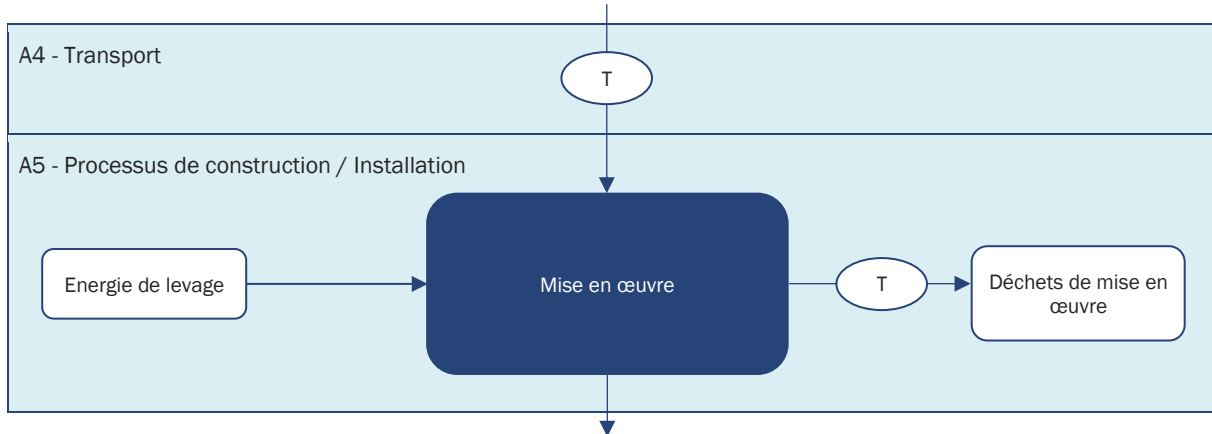 A4 - Transport
T
A5 - Processus de construction / Installation
Energie de levage
Mise en œuvre
T
Déchets de mise en
œuvre